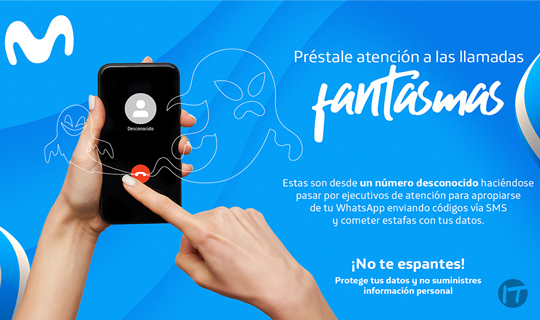 Préstale atención a las llamadas
fantasmas
Desconocido
Estas son desde un número desconocido haciéndose
pasar por ejecutivos de atención para apropiarse
de tu WhatsApp enviando códigos vía SMS
y cometer estafas con tus datos.
¡No te espantes!
Protege tus datos y no suministres
información personal
IT